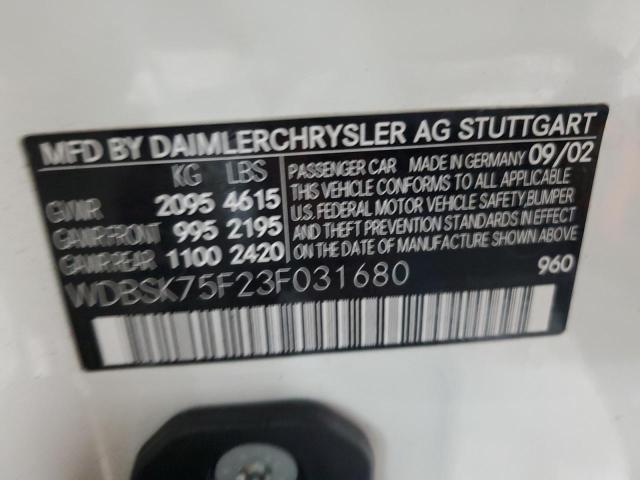 MFD BY DAIMLERCHRYSLER AG STUTTGART
KG LBS
GVWR 2095 4615
GAWR FRONT 995 2195
GAWR REAR 1100 2420
PASSENGER CAR MADE IN GERMANY 09/02
THIS VEHICLE CONFORMS TO ALL APPLICABLE
U.S. FEDERAL MOTOR VEHICLE SAFETY,BUMPER
AND THEFT PREVENTION STANDARDS IN EFFECT
ON THE DATE OF MANUFACTURE SHOWN ABOVE.
WDBSK75F23F031680
960